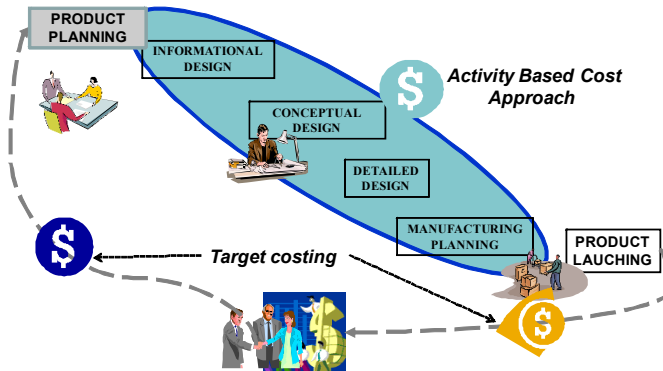 PRODUCT
PLANNING
INFORMATIONAL
DESIGN
$
Activity Based Cost
Approach
CONCEPTUAL
DESIGN
DETAILED
DESIGN
MANUFACTURING
PLANNING
PRODUCT
LAUCHING
$
Target costing
$